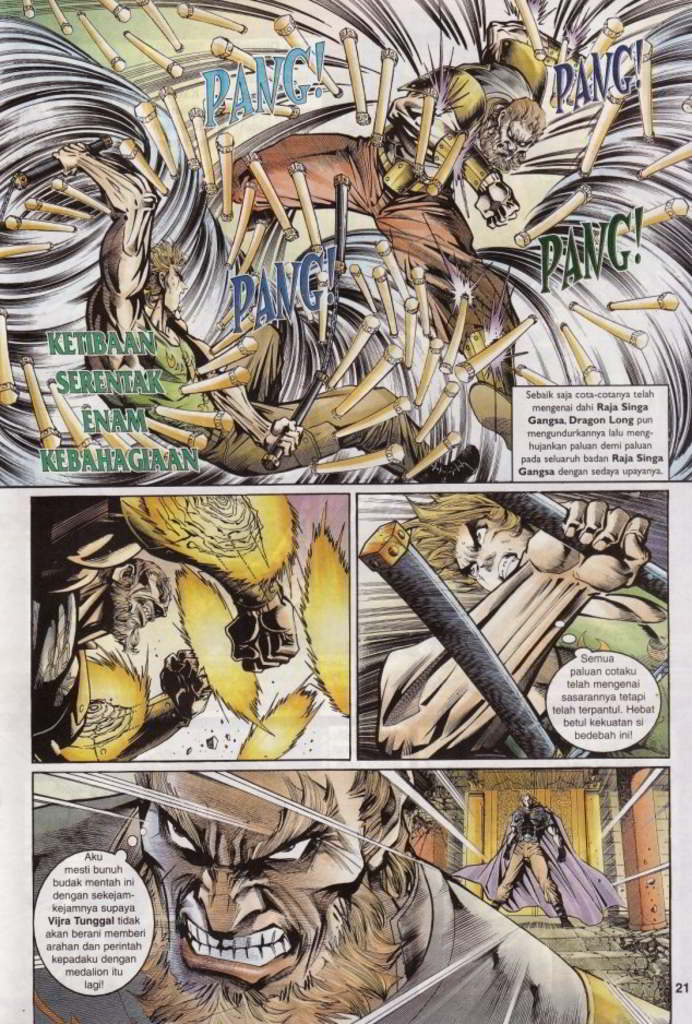 PANG!
PANG!
PANG!
PANG!
KETIBAAN
SERENTAK
ENAM
KEBAHAGIAAN
Sebaik saja cota-cotanya telah
mengenai dahi Raja Singa
Gangsa, Dragon Long pun
mengundurkannya lalu meng-
hunuskan paluan demi paluan
pada seluruh badan Raja Singa
Gangsa dengan sedaya upayanya.
Semua
paluan cotaku
telah mengenai
sasarannya tetapi
telah terpantul. Hebat
betul kekuatan si
bedebah ini!
Aku
mesti bunuh
budak mentah ini
dengan sekejam-
kejamnya supaya
Vijra Tunggal tidak
akan berani memberi
arahan dan perintah
kepadaku dengan
medalion itu
lagi!
21